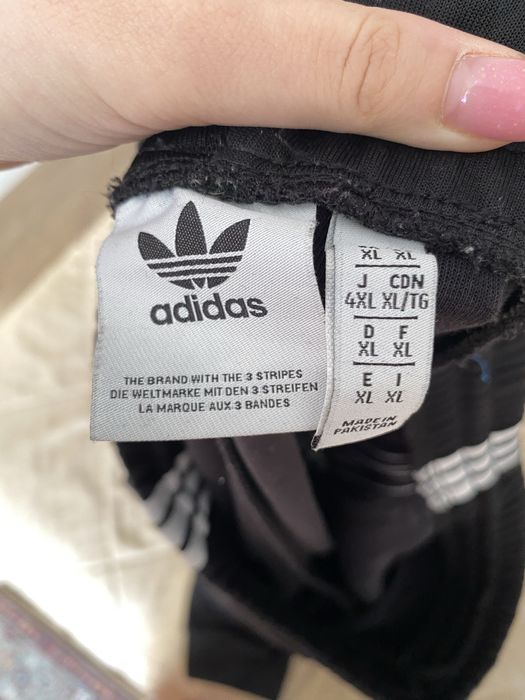 adidas
THE BRAND WITH THE 3 STRIPES
DIE WELTMARKE MIT DEN 3 STREIFEN
LA MARQUE AUX 3 BANDES
XL XL
J CDN
4XL XL/TG
D F
XL XL
E I
XL XL
MADE IN
PAKISTAN